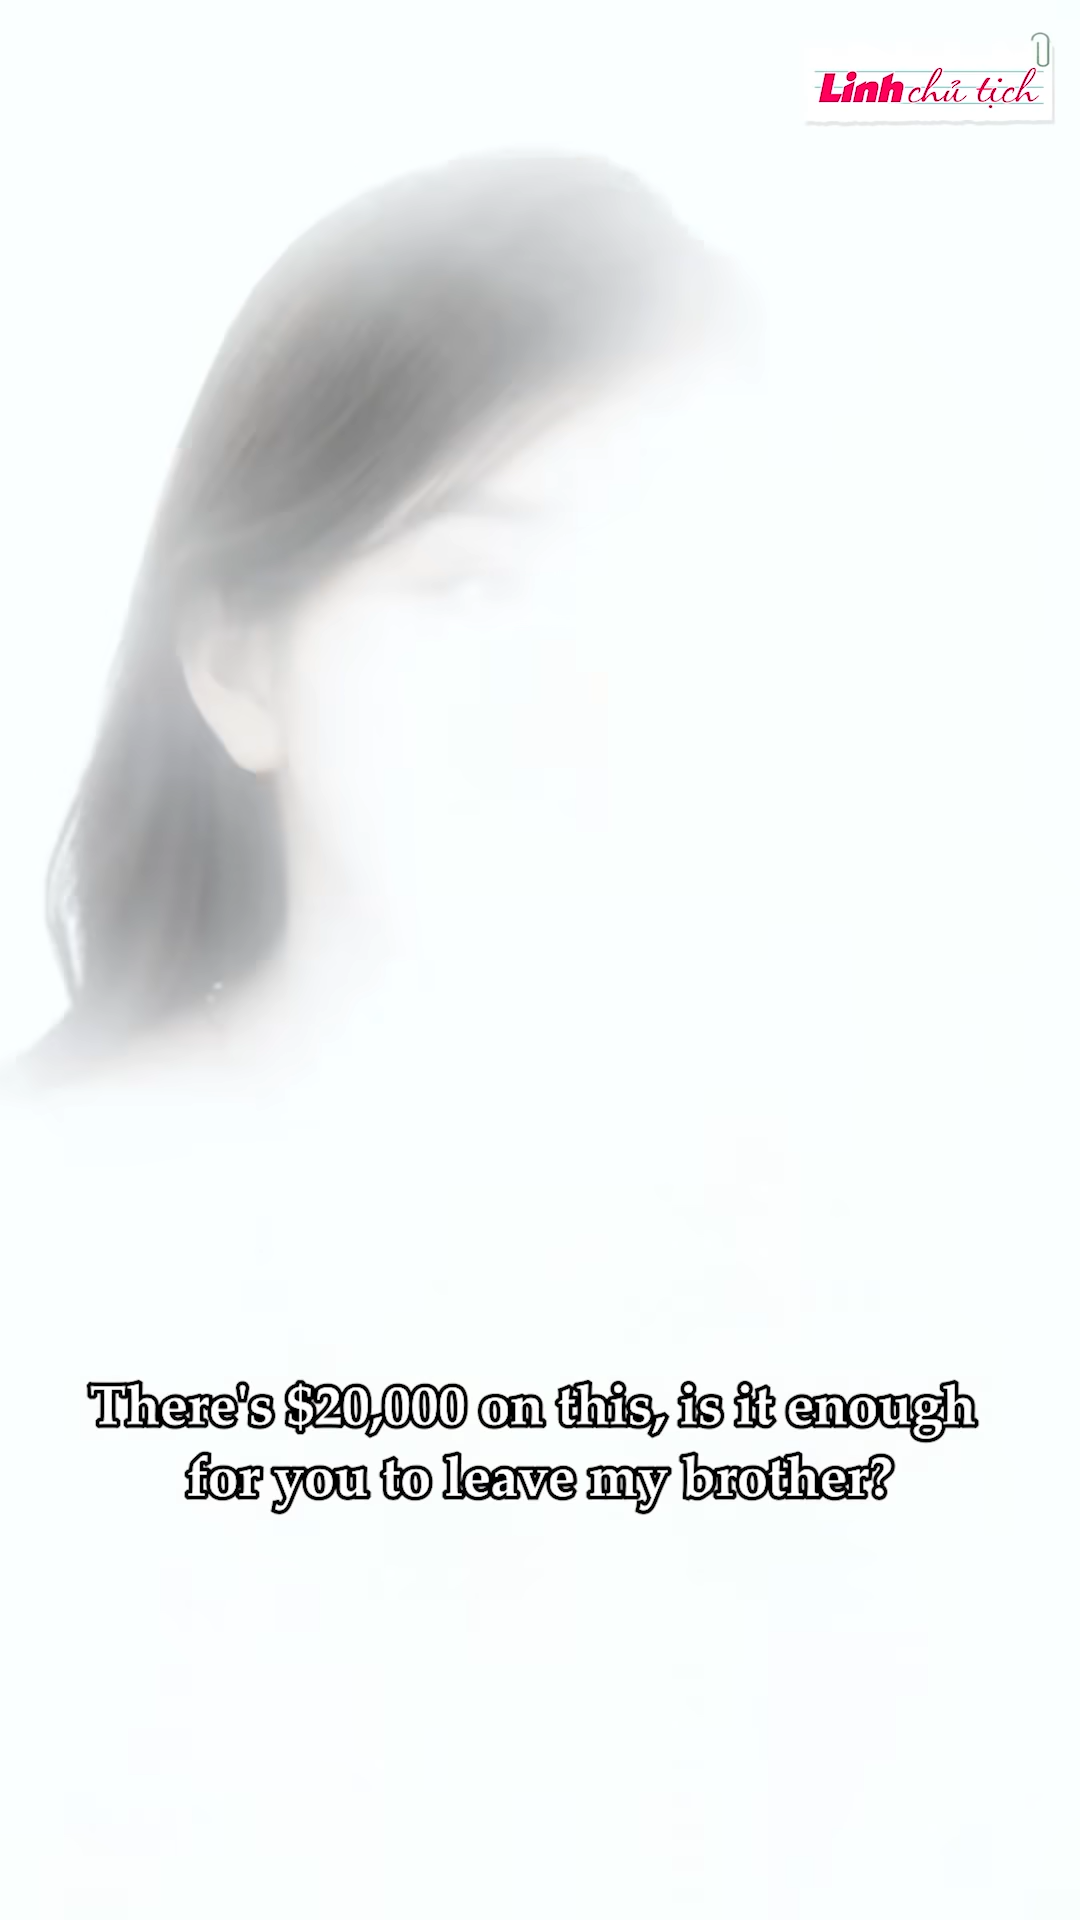 Linh chủ tịch
There's $20,000 on this, is it enough
for you to leave my brother?